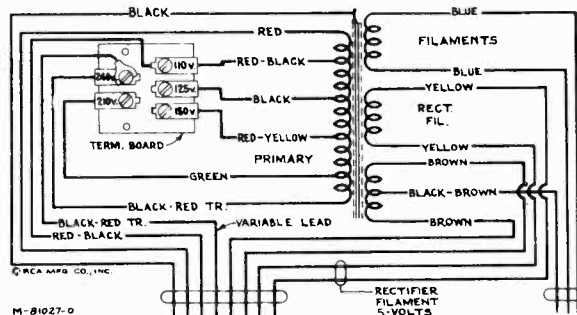 BLACK
BLUE
RED
FILAMENTS
110V.
RED-BLACK
240V.
BLUE
125V.
BLACK
YELLOW
210V.
RECT.
FIL.
150V.
RED-YELLOW
TERM. BOARD
PRIMARY
YELLOW
BROWN
GREEN
BLACK-BROWN
BLACK-RED TR.
BLACK-RED TR.
VARIABLE LEAD
BROWN
RED-BLACK
© RCA MFG CO., INC.
RECTIFIER
FILAMENT
5-VOLTS
M-81027-0